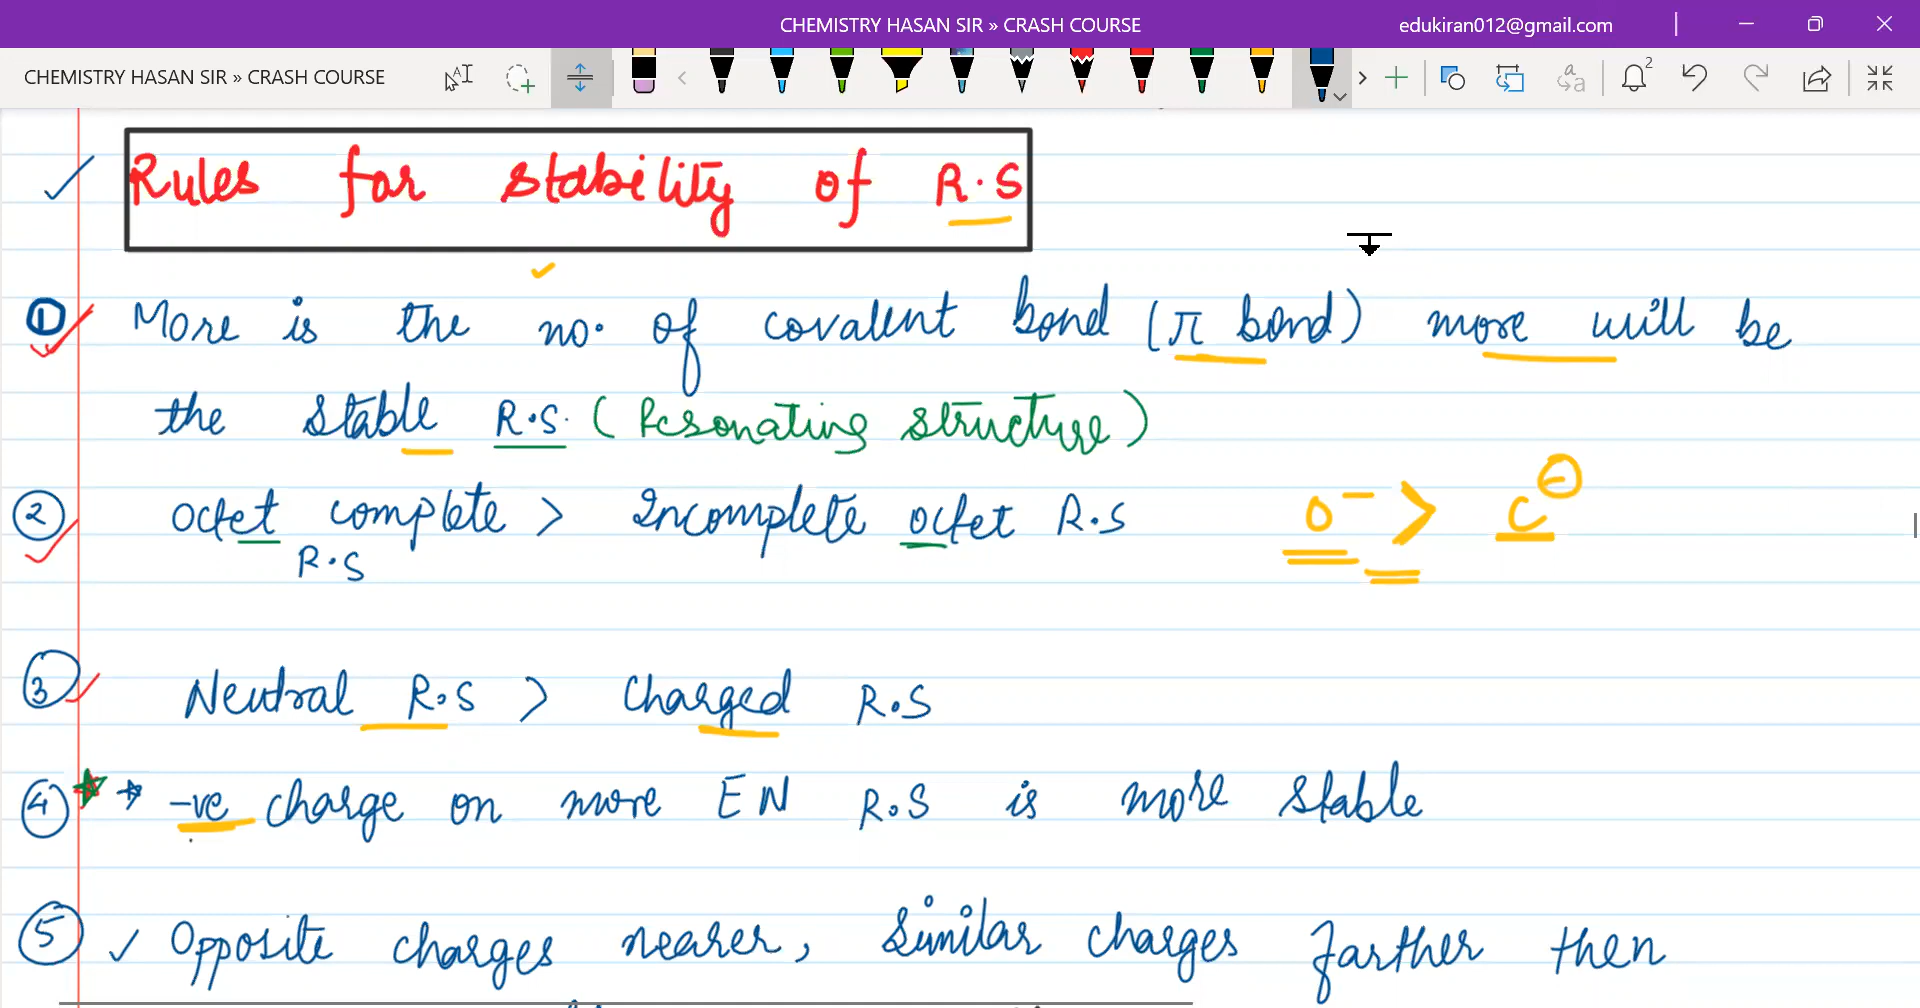 CHEMISTRY HASAN SIR » CRASH COURSE
edukiran012@gmail.com
CHEMISTRY HASAN SIR » CRASH COURSE
2
Rules for stability of R.S
① More is the no. of covalent bond (π bond) more will be
the stable R.S. (Resonating structure)
② octet complete > Incomplete octet R.S O⁻ > C⊖
R.S
③ Neutral R.S > Charged R.S
④ -ve charge on more EN R.S is more stable
⑤ Opposite charges nearer, Similar charges farther then